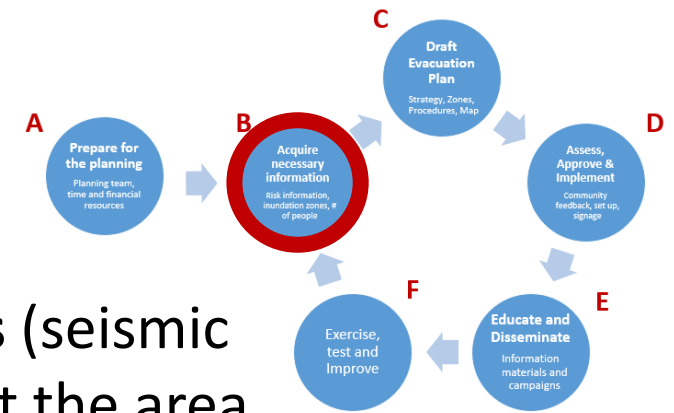 A
Prepare for
the planning
Planning team,
time and financial
resources
B
Acquire
necessary
information
Risk information,
inundation zones, #
of people
C
Draft
Evacuation
Plan
Strategy, Zones,
Procedures, Map
D
Assess,
Approve &
Implement
Community
feedback, set up,
signage
E
Educate and
Disseminate
Information
materials and
campaigns
F
Exercise,
test and
Improve
s (seismic
t the area